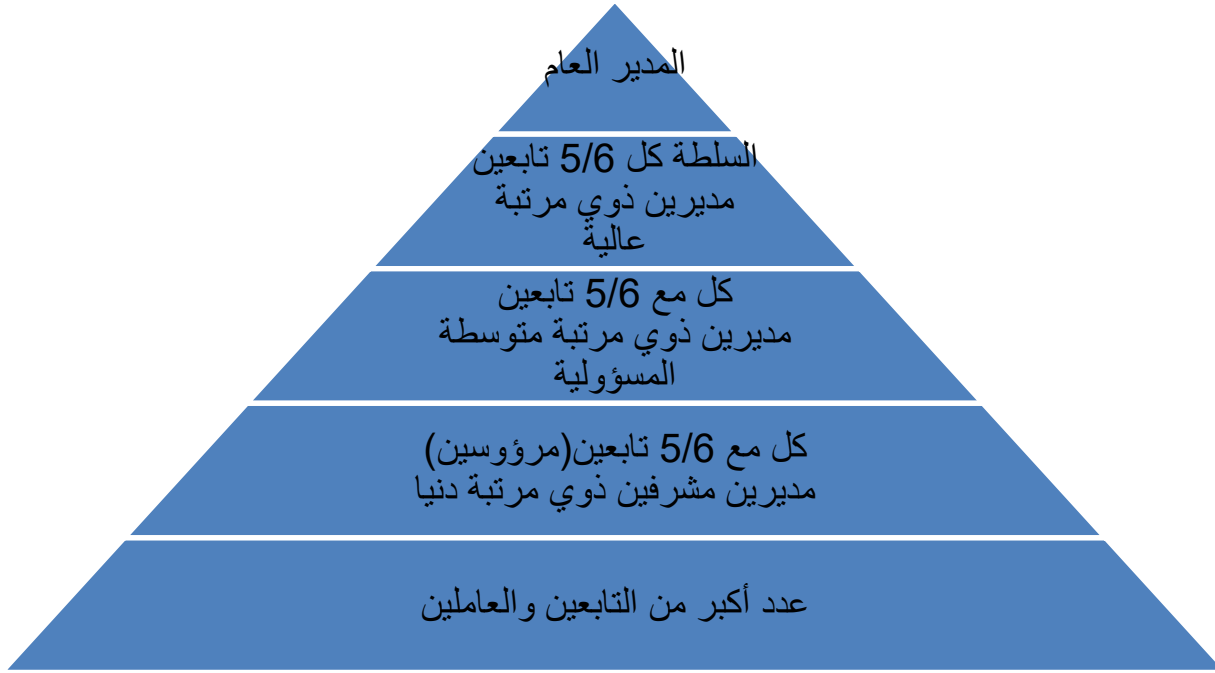 المدير العام
السلطة كل 5/6 تابعين
مديرين ذوي مرتبة
عالية
كل مع 5/6 تابعين
مديرين ذوي مرتبة متوسطة
المسؤولية
كل مع 5/6 تابعين(مرؤوسين)
مديرين مشرفين ذوي مرتبة دنيا
عدد أكبر من التابعين والعاملين